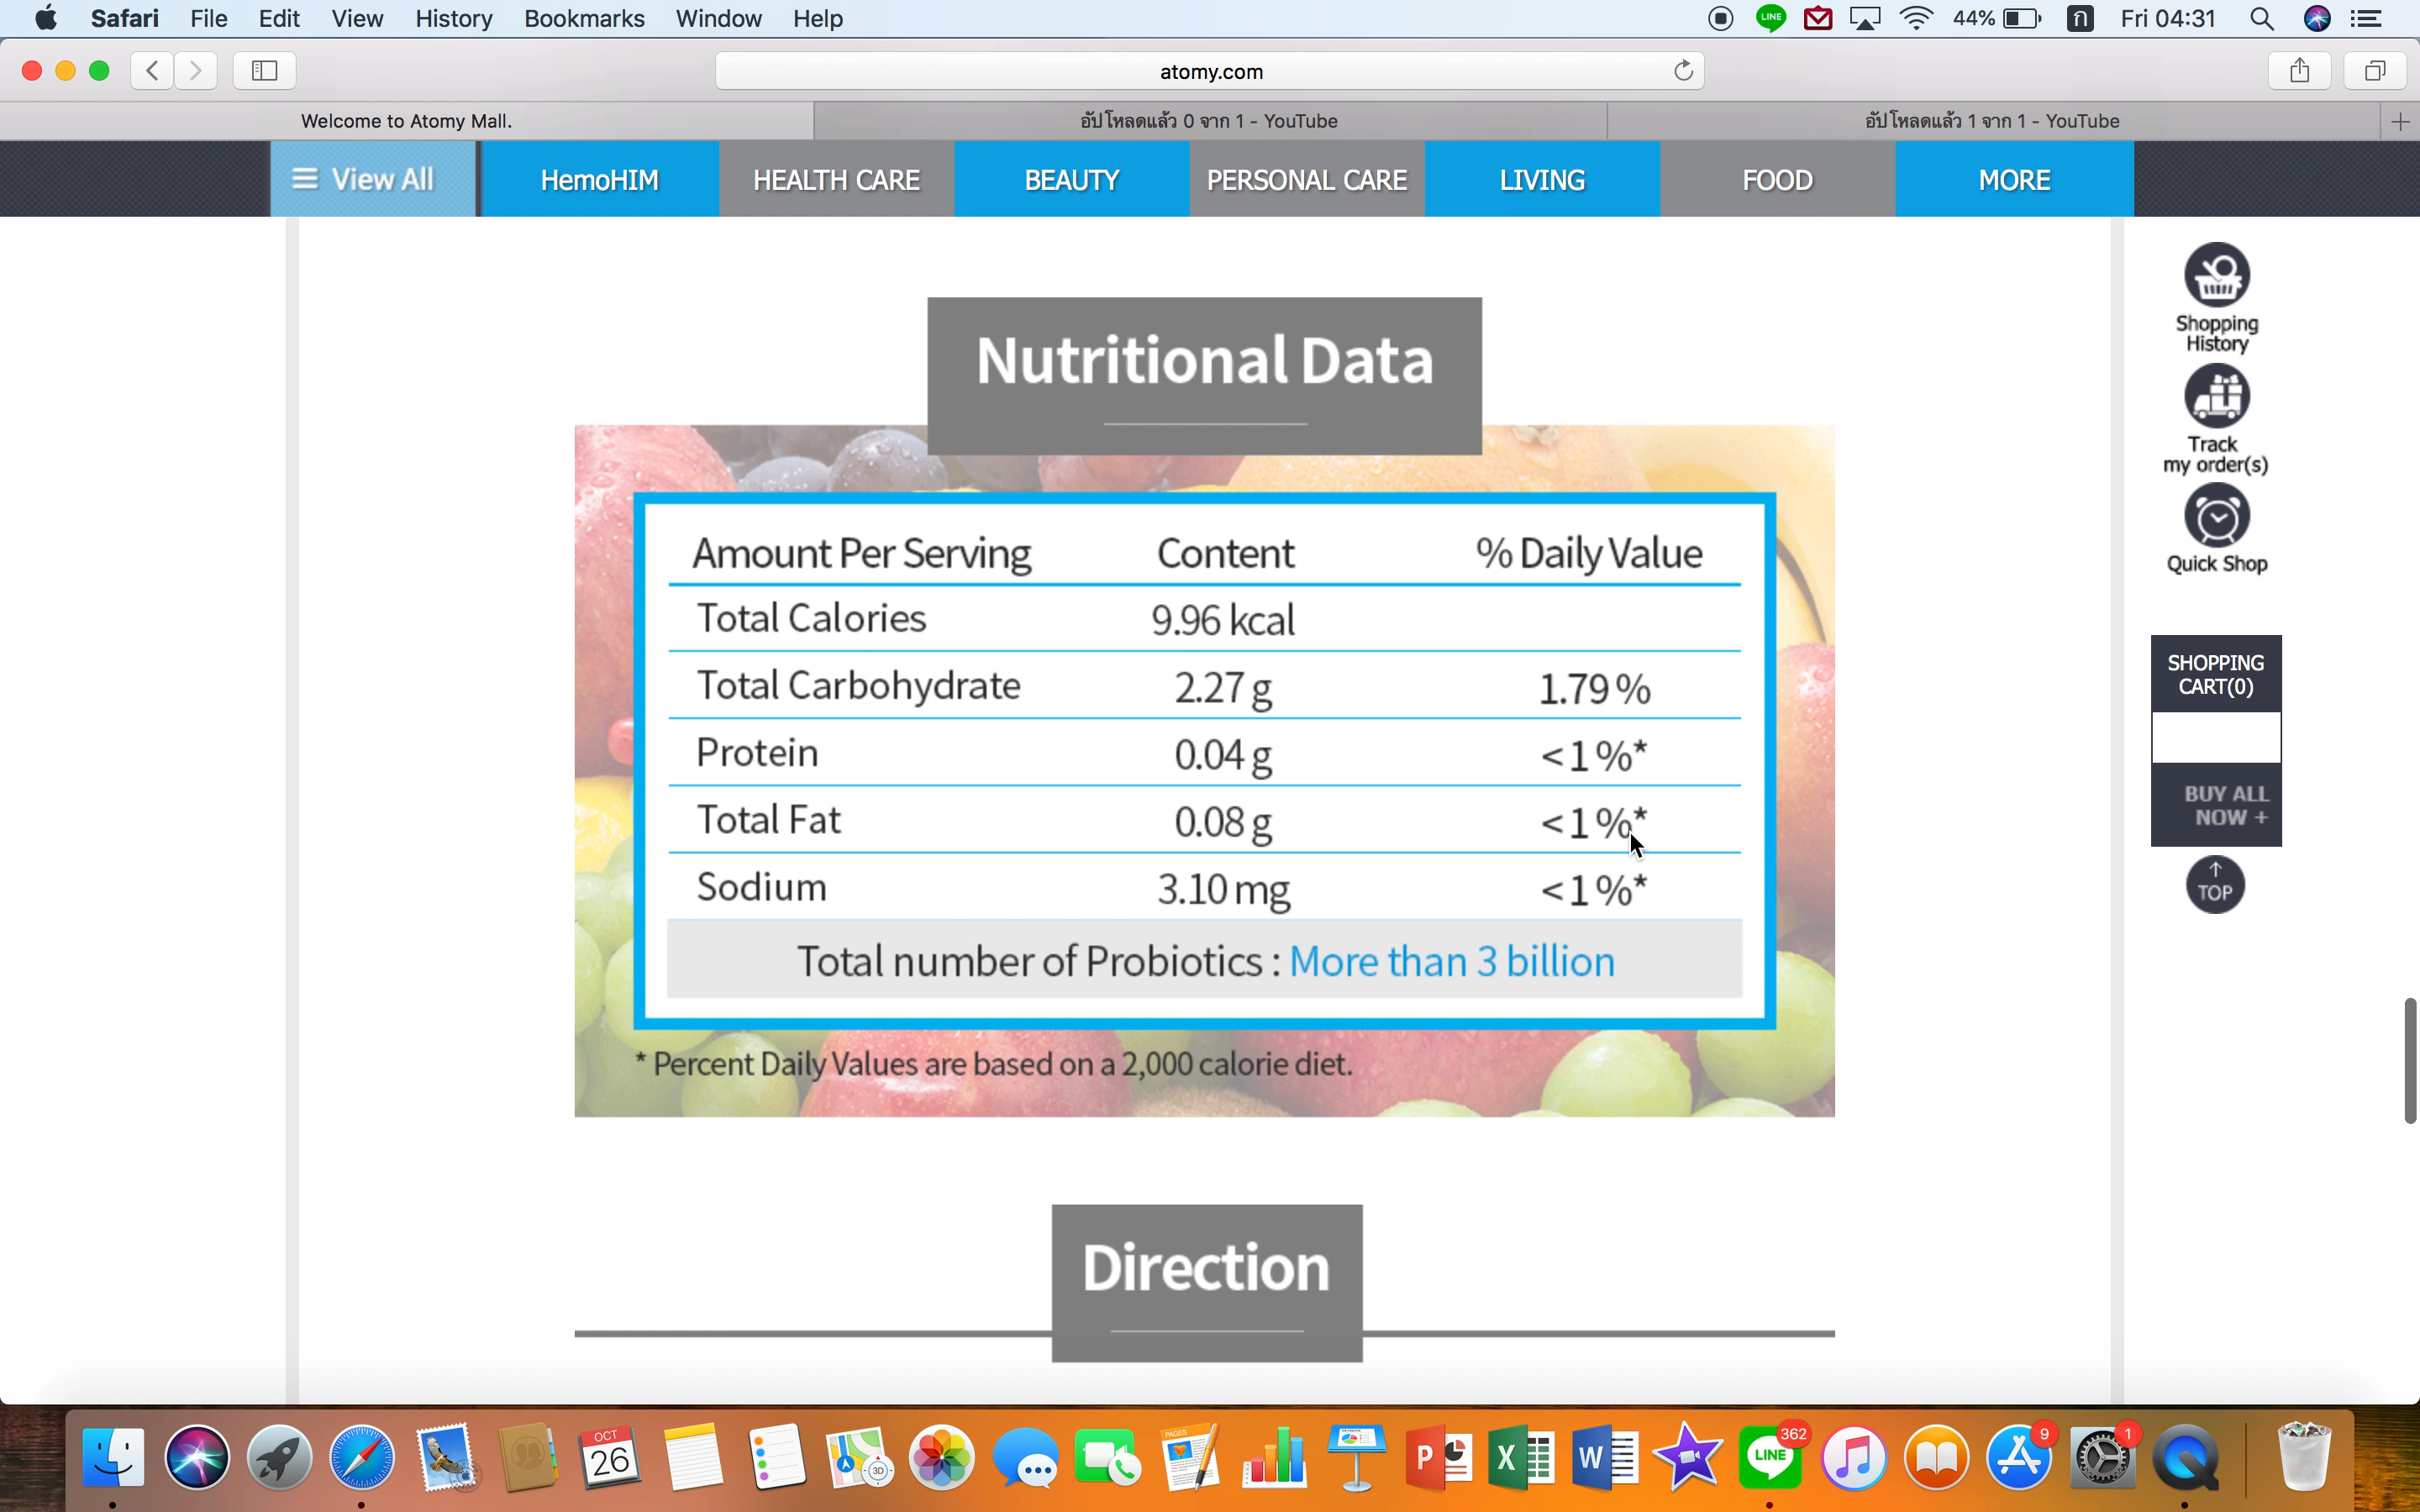 Safari File Edit View History Bookmarks Window Help
LINE 44% ก Fri 04:31
atomy.com
Welcome to Atomy Mall.
อัปโหลดแล้ว 0 จาก 1 - YouTube
อัปโหลดแล้ว 1 จาก 1 - YouTube
View All HemoHIM HEALTH CARE BEAUTY PERSONAL CARE LIVING FOOD MORE
Nutritional Data
Amount Per Serving Content % Daily Value
Total Calories 9.96 kcal
Total Carbohydrate 2.27 g 1.79 %
Protein 0.04 g <1 %*
Total Fat 0.08 g <1 %*
Sodium 3.10 mg <1 %*
Total number of Probiotics : More than 3 billion
* Percent Daily Values are based on a 2,000 calorie diet.
Direction
Shopping
History
Track
my order(s)
Quick Shop
SHOPPING
CART(0)
BUY ALL
NOW +
↑
TOP
OCT
26
3D
PAGES
P
X
W
LINE
362
9
1